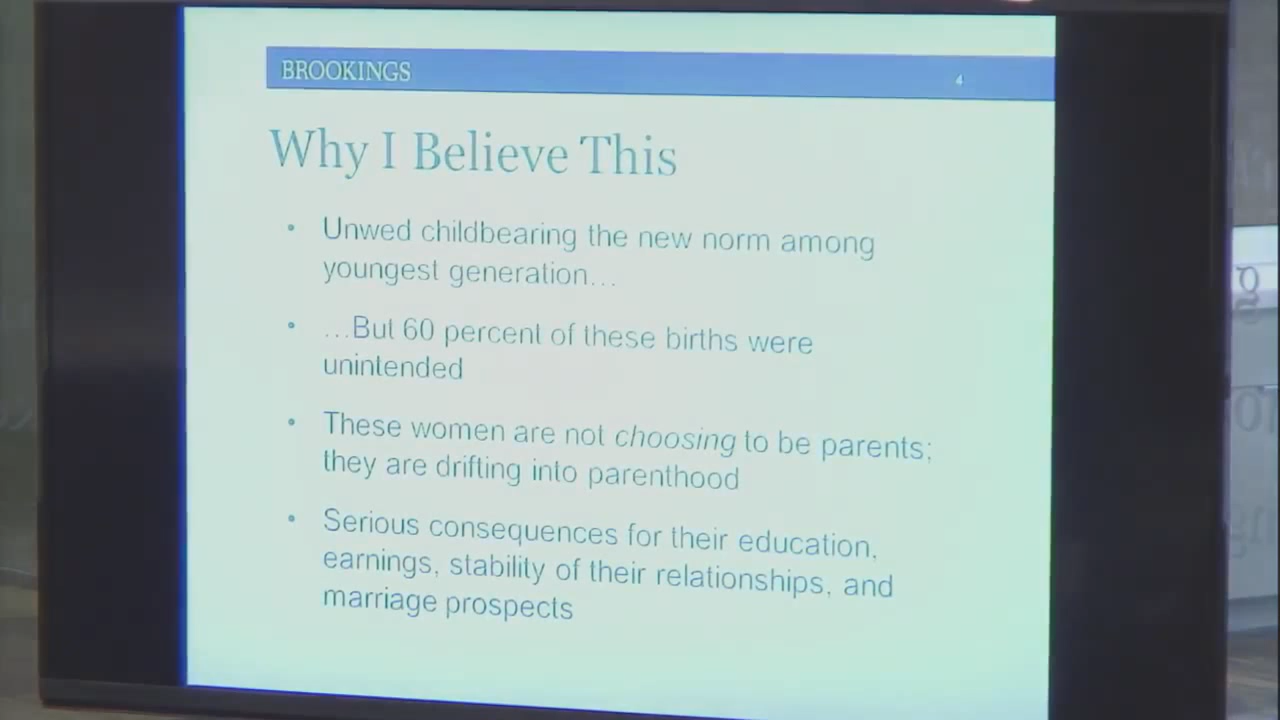 BROOKINGS
4
Why I Believe This
• Unwed childbearing the new norm among
youngest generation…
• …But 60 percent of these births were
unintended
• These women are not choosing to be parents;
they are drifting into parenthood
• Serious consequences for their education,
earnings, stability of their relationships, and
marriage prospects
g